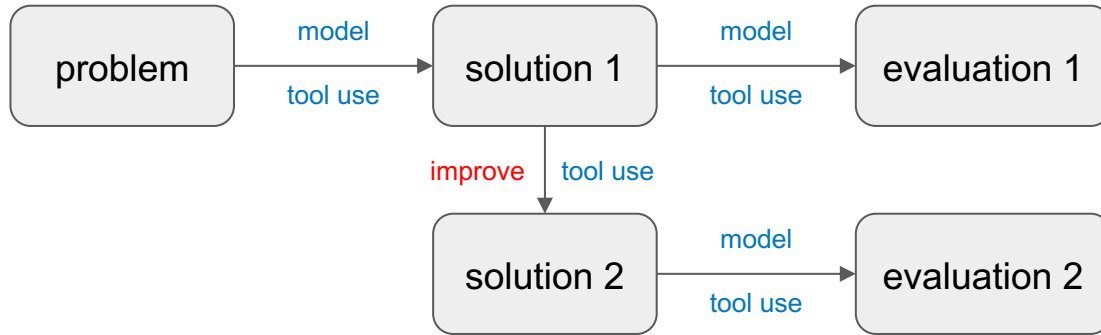 problem
model
tool use
solution 1
model
tool use
evaluation 1
improve
tool use
solution 2
model
tool use
evaluation 2